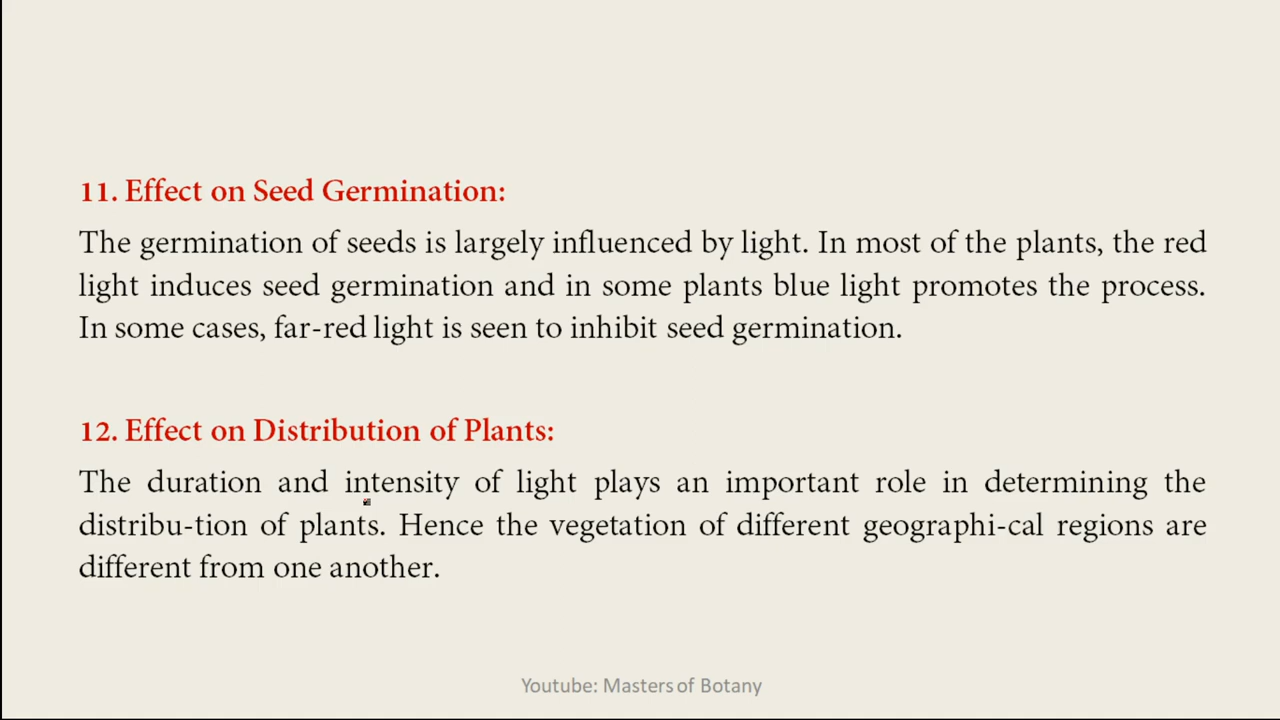 11. Effect on Seed Germination:
The germination of seeds is largely influenced by light. In most of the plants, the red
light induces seed germination and in some plants blue light promotes the process.
In some cases, far-red light is seen to inhibit seed germination.
12. Effect on Distribution of Plants:
The duration and intensity of light plays an important role in determining the
distribu-tion of plants. Hence the vegetation of different geographi-cal regions are
different from one another.
Youtube: Masters of Botany